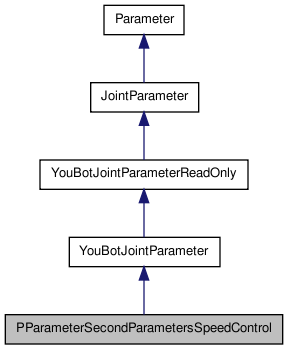 Parameter
JointParameter
YouBotJointParameterReadOnly
YouBotJointParameter
PParameterSecondParametersSpeedControl